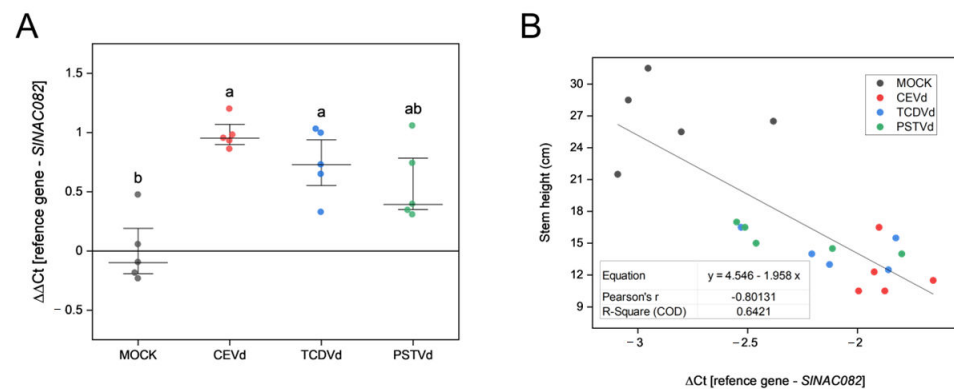 A
ΔΔCt [refence gene - SlNAC082]
1.5
1
0.5
0
−0.5
b
a
a
ab
MOCK
CEVd
TCDVd
PSTVd
B
Stem height (cm)
30
27
24
21
18
15
12
9
MOCK
CEVd
TCDVd
PSTVd
Equation y = 4.546 - 1.958 x
Pearson's r -0.80131
R-Square (COD) 0.6421
−3
−2.5
−2
ΔCt [refence gene - SlNAC082]